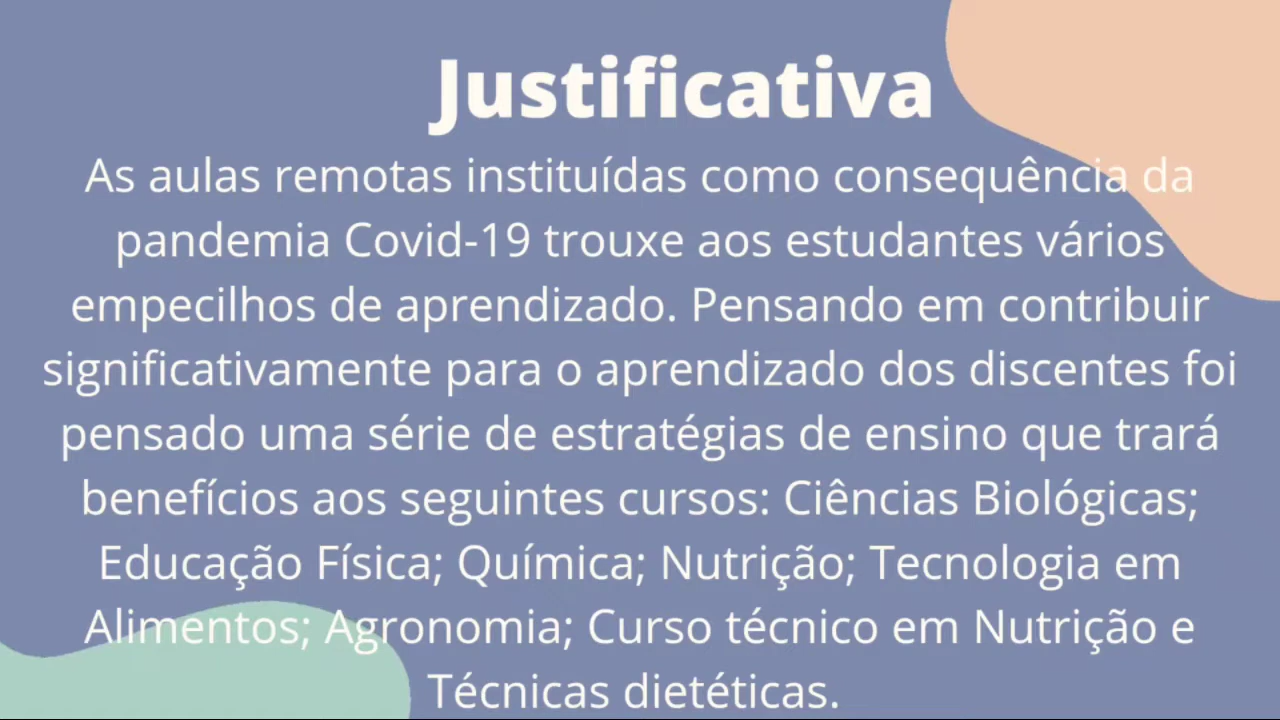 Justificativa
As aulas remotas instituídas como consequência da
pandemia Covid-19 trouxe aos estudantes vários
empecilhos de aprendizado. Pensando em contribuir
significativamente para o aprendizado dos discentes foi
pensado uma série de estratégias de ensino que trará
benefícios aos seguintes cursos: Ciências Biológicas;
Educação Física; Química; Nutrição; Tecnologia em
Alimentos; Agronomia; Curso técnico em Nutrição e
Técnicas dietéticas.